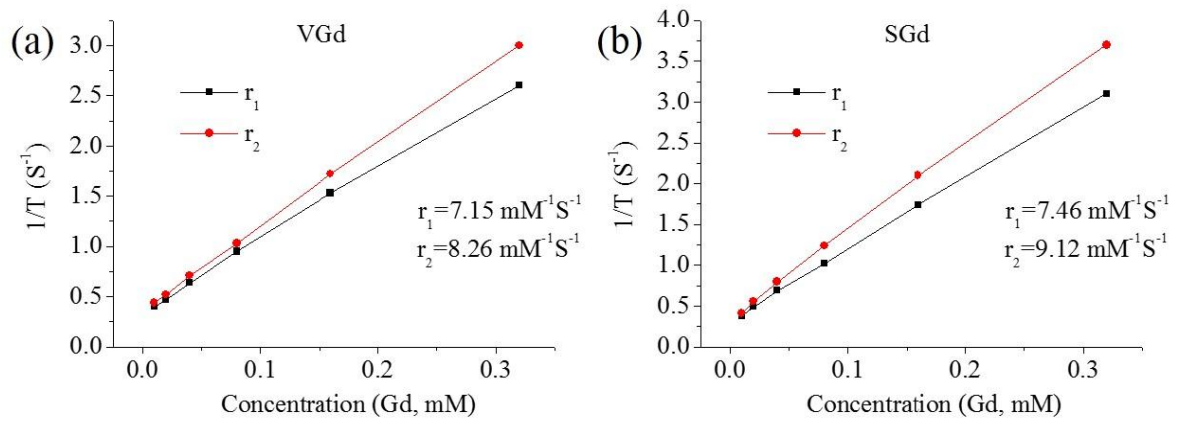 (a)
VGd
r₁
r₂
r₁=7.15 mM⁻¹S⁻¹
r₂=8.26 mM⁻¹S⁻¹
1/T (S⁻¹)
3.0
2.5
2.0
1.5
1.0
0.5
0.0
0.0 0.1 0.2 0.3
Concentration (Gd, mM)
(b)
SGd
r₁
r₂
r₁=7.46 mM⁻¹S⁻¹
r₂=9.12 mM⁻¹S⁻¹
1/T (S⁻¹)
4.0
3.5
3.0
2.5
2.0
1.5
1.0
0.5
0.0
0.0 0.1 0.2 0.3
Concentration (Gd, mM)